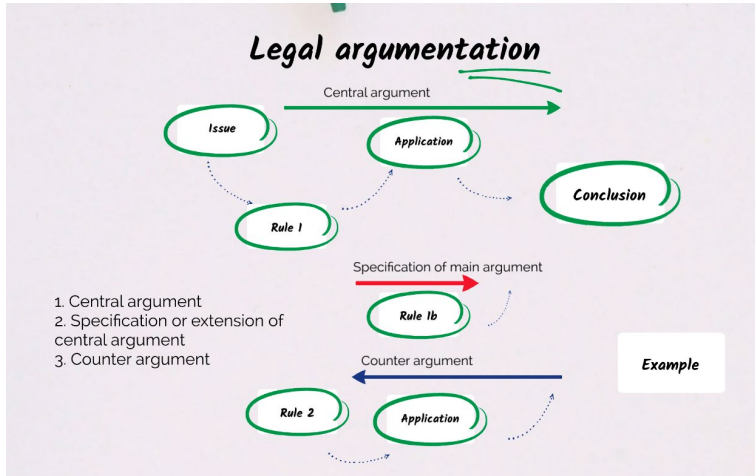 Legal argumentation
Central argument
Issue
Application
Conclusion
Rule 1
Specification of main argument
Rule 1b
1. Central argument
2. Specification or extension of
central argument
3. Counter argument
Counter argument
Example
Rule 2
Application